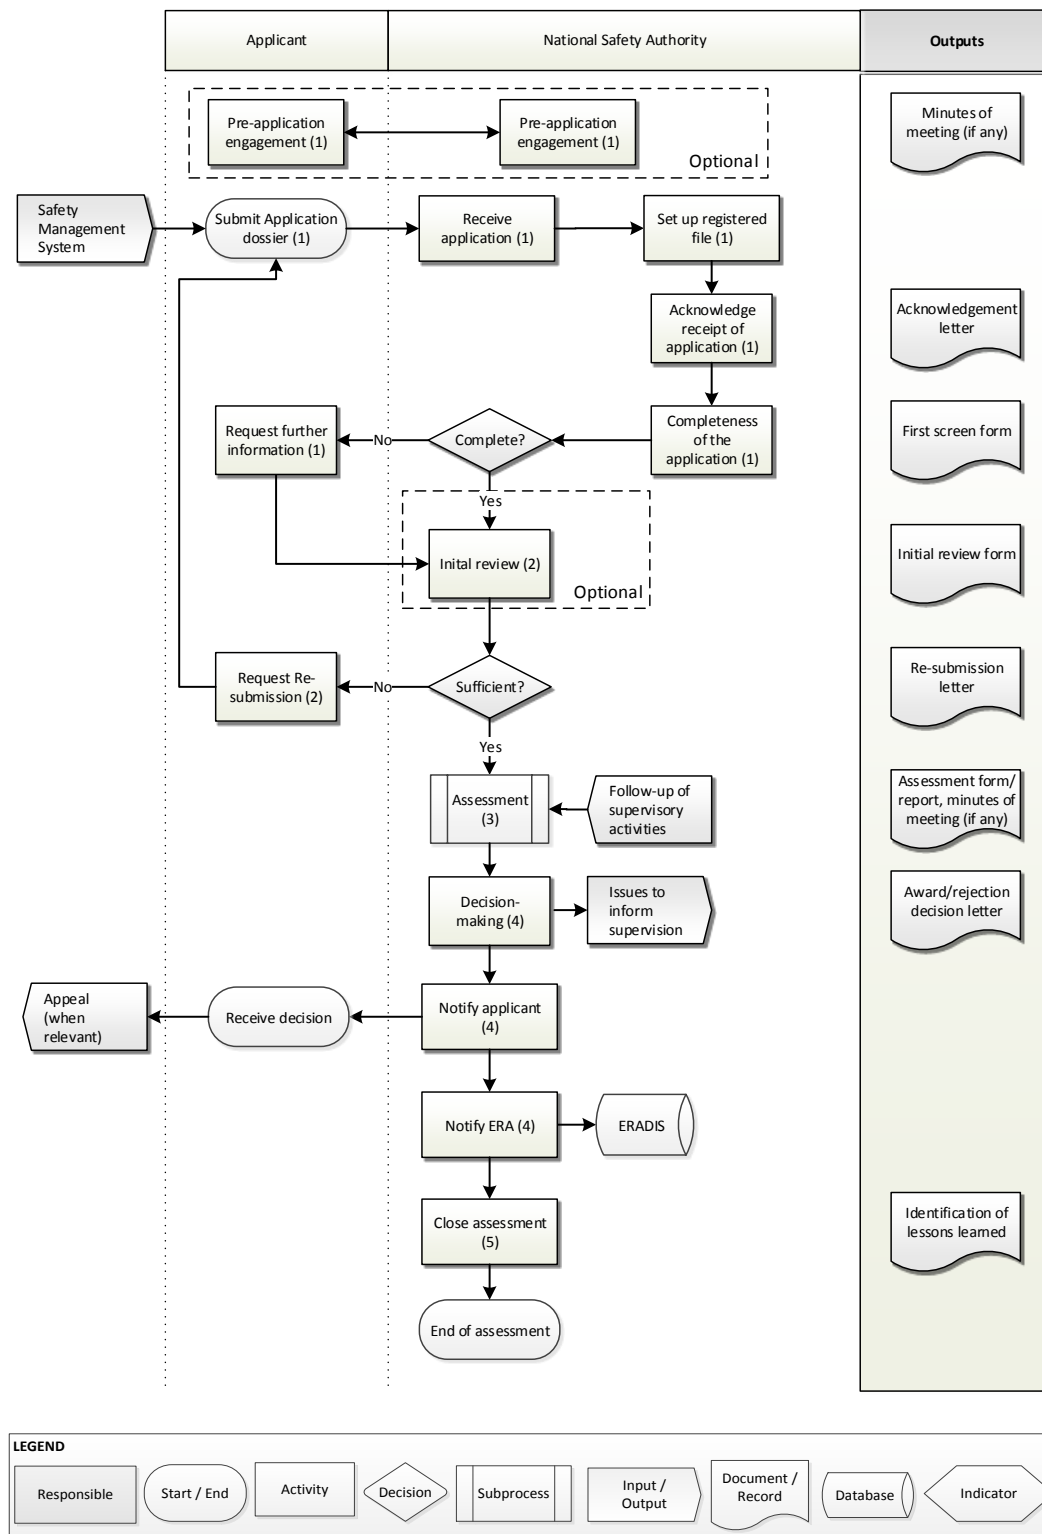 Applicant
National Safety Authority
Outputs
Pre-application
engagement (1)
Pre-application
engagement (1)
Optional
Minutes of
meeting (if any)
Safety
Management
System
Submit Application
dossier (1)
Receive
application (1)
Set up registered
file (1)
Acknowledge
receipt of
application (1)
Acknowledgement
letter
Request further
information (1)
No
Complete?
Completeness
of the
application (1)
First screen form
Yes
Inital review (2)
Optional
Initial review form
Request Re-
submission (2)
No
Sufficient?
Re-submission
letter
Yes
Assessment
(3)
Follow-up of
supervisory
activities
Assessment form/
report, minutes of
meeting (if any)
Decision-
making (4)
Issues to
inform
supervision
Award/rejection
decision letter
Appeal
(when
relevant)
Receive decision
Notify applicant
(4)
Notify ERA (4)
ERADIS
Close assessment
(5)
Identification of
lessons learned
End of assessment
LEGEND
Responsible
Start / End
Activity
Decision
Subprocess
Input /
Output
Document /
Record
Database
Indicator